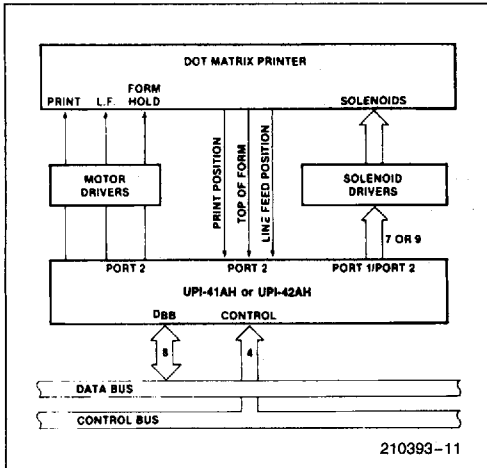 DOT MATRIX PRINTER
PRINT
L.F.
FORM
HOLD
SOLENOIDS
MOTOR
DRIVERS
PRINT POSITION
TOP OF FORM
LINE FEED POSITION
SOLENOID
DRIVERS
7 OR 9
PORT 2
PORT 2
PORT 1/PORT 2
UPI-41AH or UPI-42AH
DBB
CONTROL
8
4
DATA BUS
CONTROL BUS
210393-11